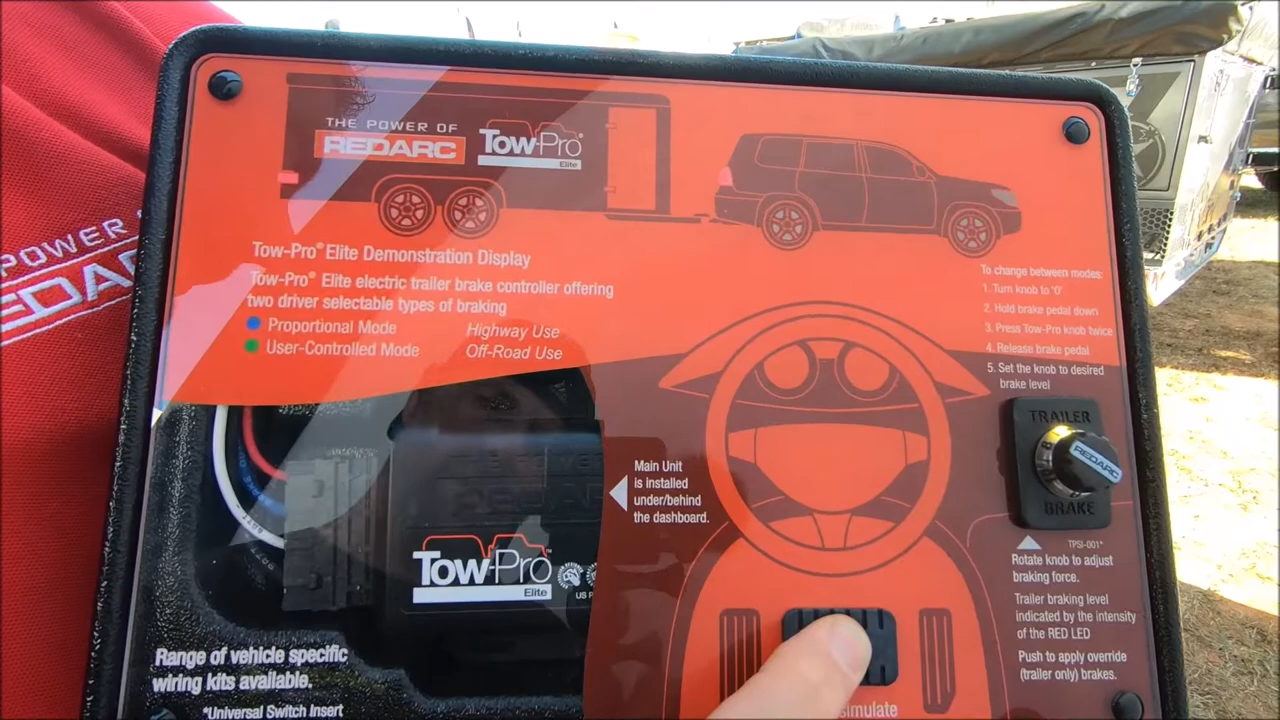 POWER
REDA
THE POWER OF
REDARC
Tow-Pro®
Elite
Tow-Pro® Elite Demonstration Display
Tow-Pro® Elite electric trailer brake controller offering
two driver selectable types of braking
Proportional Mode Highway Use
User-Controlled Mode Off-Road Use
To change between modes:
1. Turn knob to '0'
2. Hold brake pedal down
3. Press Tow-Pro knob twice
4. Release brake pedal
5. Set the knob to desired
brake level
TRAILER
8
REDARC
BRAKE
Main Unit
is installed
under/behind
the dashboard.
REDARC
Tow-Pro™
Elite
US P
TPSI-001*
Rotate knob to adjust
braking force.
Trailer braking level
indicated by the intensity
of the RED LED
Push to apply override
(trailer only) brakes.
Range of vehicle specific
wiring kits available.
*Universal Switch Insert
simulate